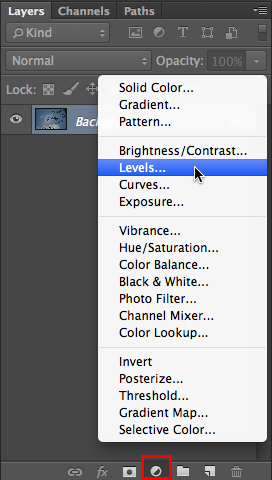 Layers Channels Paths
Kind
Normal Opacity: 100%
Lock:
Solid Color...
Gradient...
Pattern...
Brightness/Contrast...
Levels...
Curves...
Exposure...
Vibrance...
Hue/Saturation...
Color Balance...
Black & White...
Photo Filter...
Channel Mixer...
Color Lookup...
Invert
Posterize...
Threshold...
Gradient Map...
Selective Color...
fx